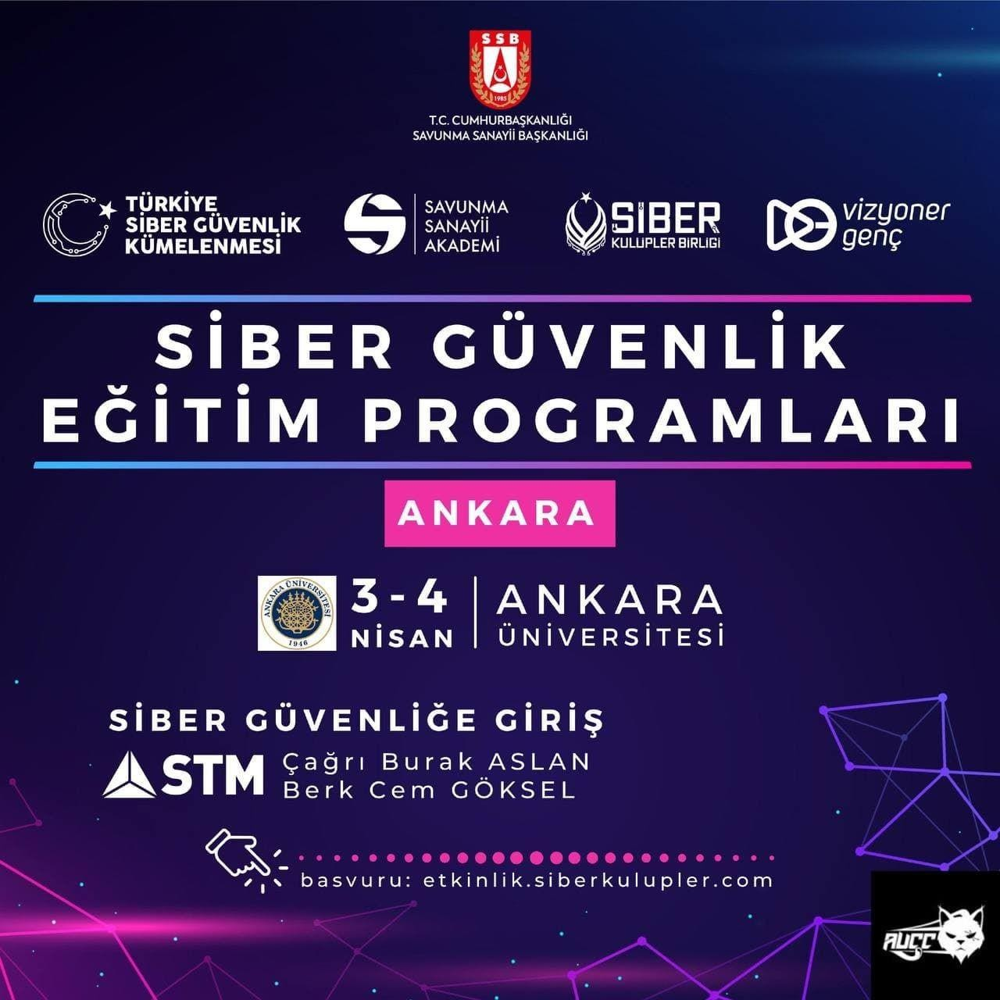 SSB
1985
T.C. CUMHURBAŞKANLIĞI
SAVUNMA SANAYİİ BAŞKANLIĞI
TÜRKİYE
SİBER GÜVENLİK
KÜMELENMESİ
SAVUNMA
SANAYİİ
AKADEMİ
SİBER
KULÜPLER BİRLİĞİ
vizyoner
genç
SİBER GÜVENLİK
EĞİTİM PROGRAMLARI
ANKARA
ANKARA ÜNİVERSİTESİ
1946
3 - 4
NİSAN
ANKARA
ÜNİVERSİTESİ
SİBER GÜVENLİĞE GİRİŞ
STM
Çağrı Burak ASLAN
Berk Cem GÖKSEL
basvuru: etkinlik.siberkulupler.com
AUCC